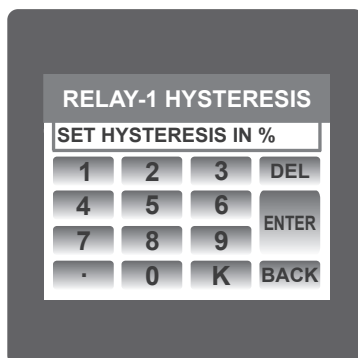 RELAY-1 HYSTERESIS
SET HYSTERESIS IN %
1 2 3 DEL
4 5 6 ENTER
7 8 9
. 0 K BACK